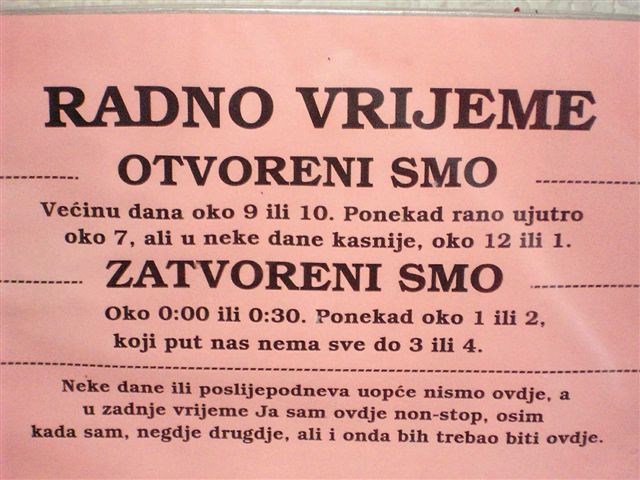 RADNO VRIJEME
OTVORENI SMO
Većinu dana oko 9 ili 10. Ponekad rano ujutro
oko 7, ali u neke dane kasnije, oko 12 ili 1.
ZATVORENI SMO
Oko 0:00 ili 0:30. Ponekad oko 1 ili 2,
koji put nas nema sve do 3 ili 4.
Neke dane ili poslijepodneva uopće nismo ovdje, a
u zadnje vrijeme Ja sam ovdje non-stop, osim
kada sam, negdje drugdje, ali i onda bih trebao biti ovdje.